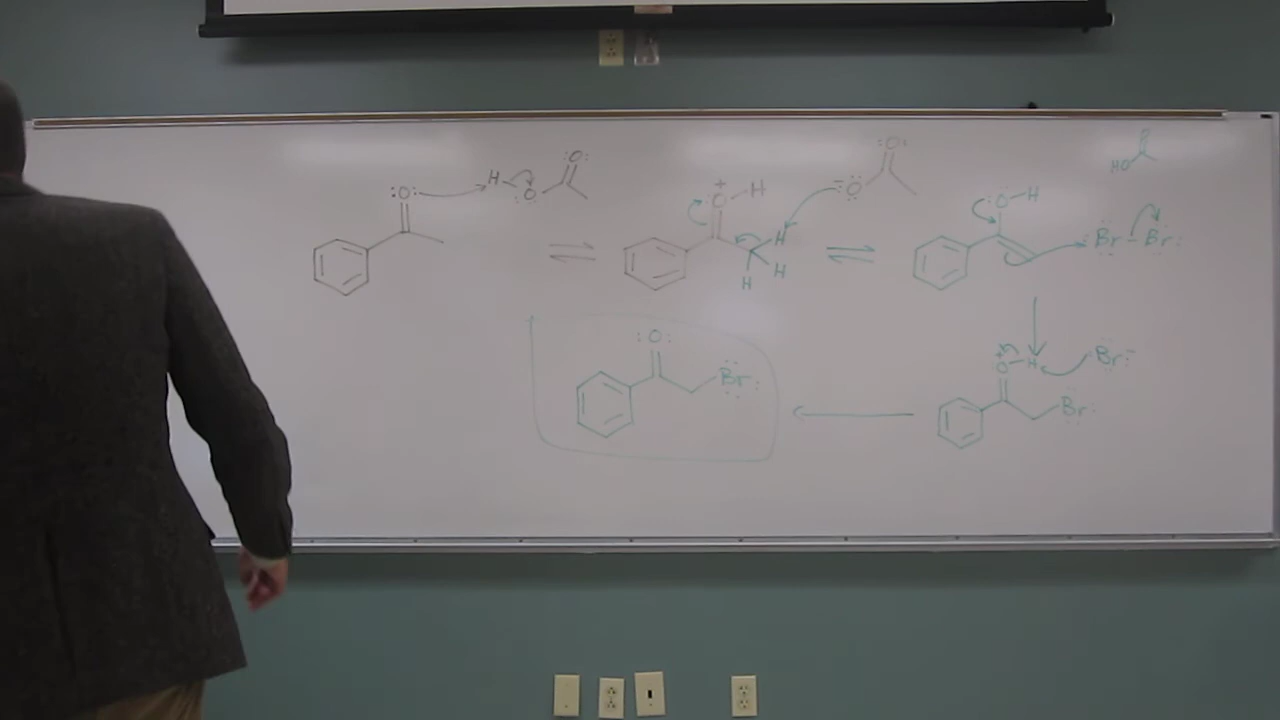 :O: H O :O:
+ O H H H H
:O: - :O:
:O H :Br - Br:
HO O
+ O H :Br: -
Br:
:O: Br: